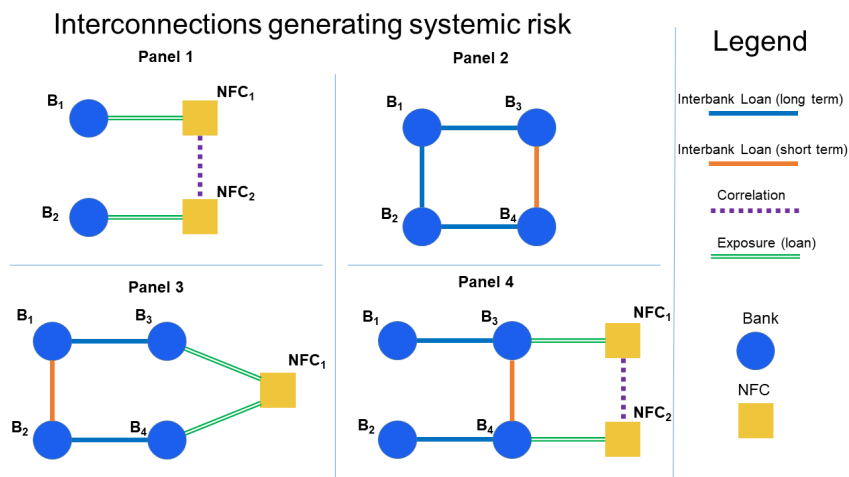 Interconnections generating systemic risk
Panel 1
B1
NFC1
B2
NFC2
Panel 2
B1
B3
B2
B4
Panel 3
B1
B3
NFC1
B2
B4
Panel 4
B1
B3
NFC1
B2
B4
NFC2
Legend
Interbank Loan (long term)
Interbank Loan (short term)
Correlation
Exposure (loan)
Bank
NFC